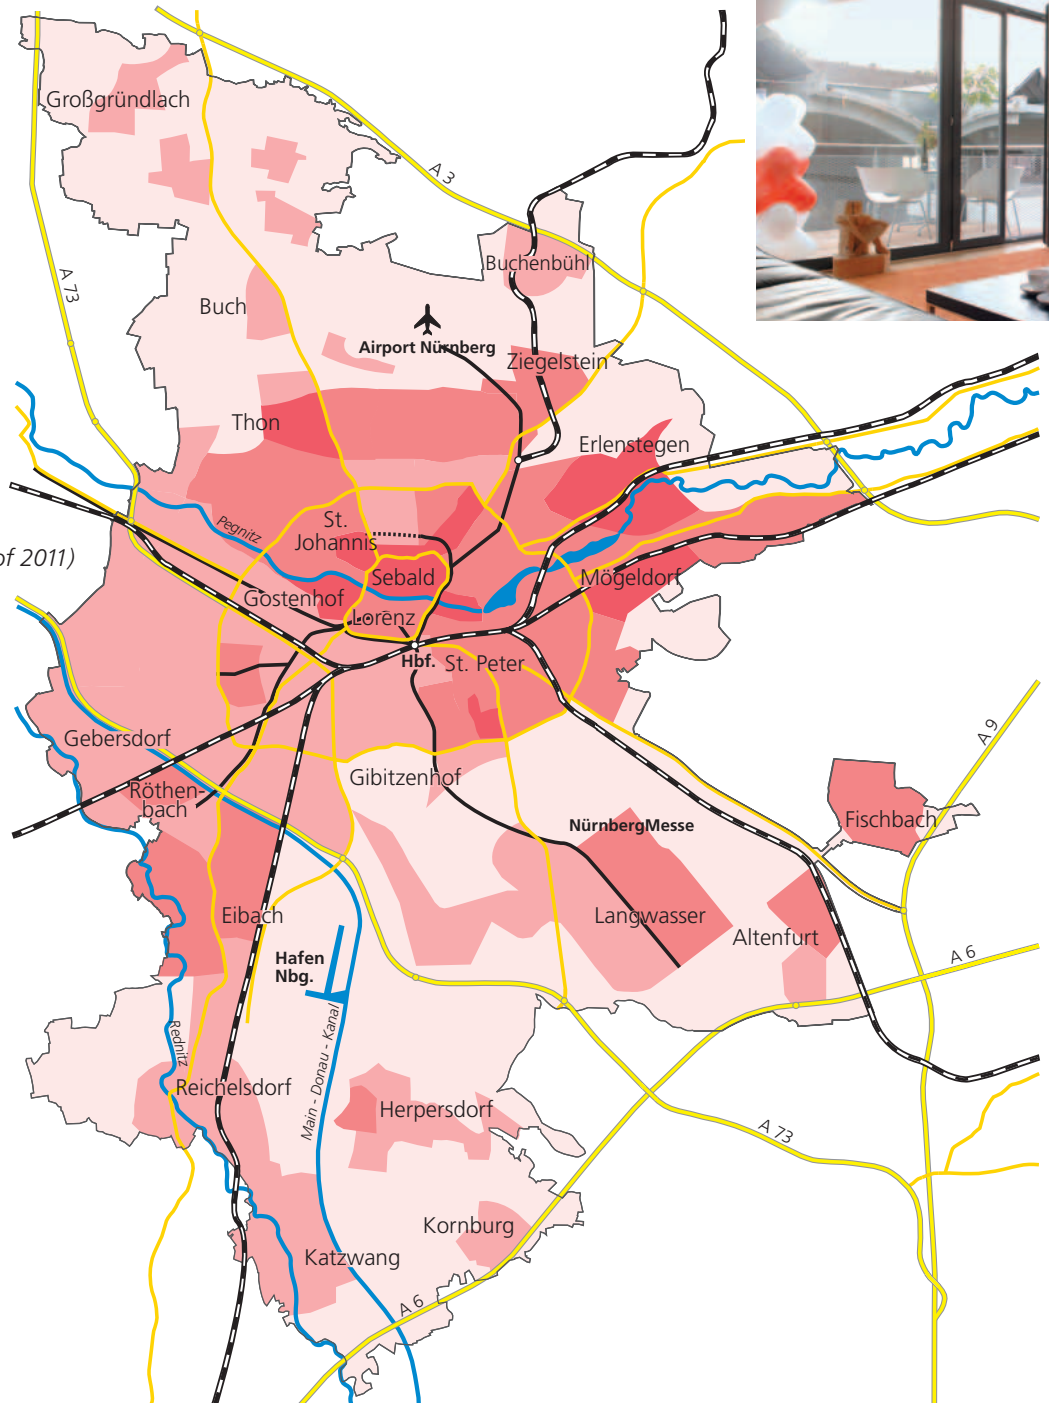 Großgründlach
A 3
A 73
Buchenbühl
Buch
Airport Nürnberg
Ziegelstein
Thon
Erlenstegen
Pegnitz
St.
Johannis
of 2011)
Sebald
Mögeldorf
Gostenhof
Lorenz
Hbf.
St. Peter
A 9
Gebersdorf
Gibitzenhof
Röthen-
bach
NürnbergMesse
Fischbach
Eibach
Langwasser
Altenfurt
Hafen
Nbg.
A 6
Rednitz
Main - Donau - Kanal
Reichelsdorf
Herpersdorf
A 73
Kornburg
Katzwang
A 6